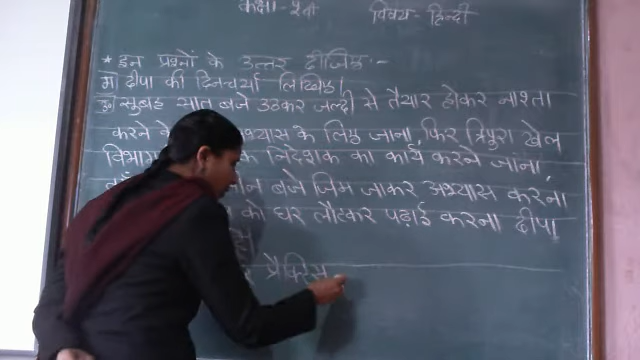 कक्षा - 5वीं विषय - हिन्दी
* इन प्रश्नों के उत्तर दीजिए :-
दीपा की दिनचर्या लिखिए।
सुबह सात बजे उठकर जल्दी से तैयार होकर नाश्ता
करने के अभ्यास के लिए जाना, फिर त्रिपुरा खेल
विभाग के निदेशक का कार्य करने जाना,
तीन बजे जिम जाकर अभ्यास करना
को घर लौटकर पढ़ाई करना दीपा
है।
प्रैक्टिस